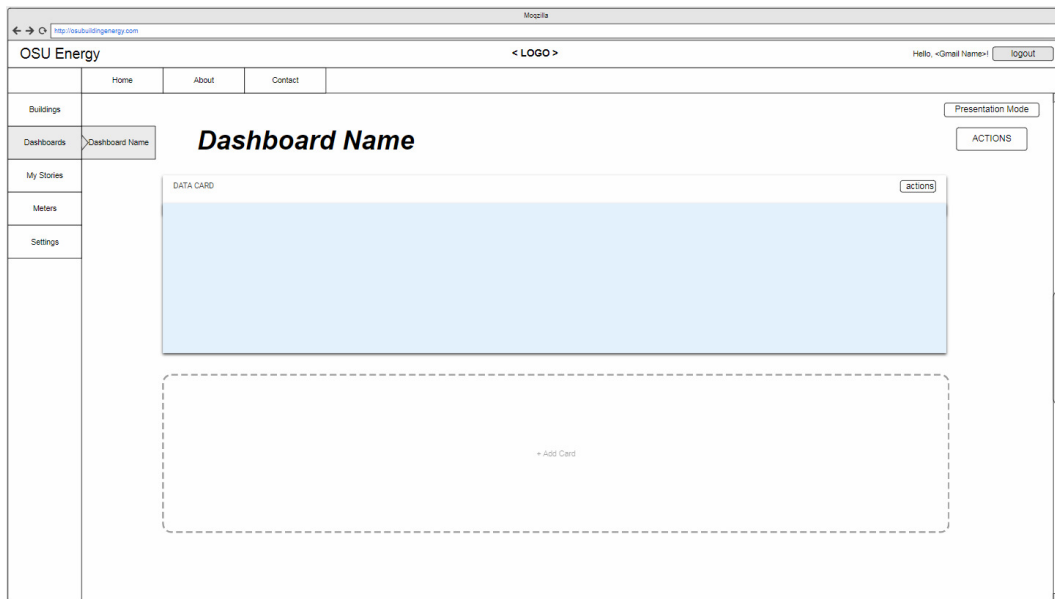 Moqzilla
http://osubuildingenergy.com
OSU Energy
< LOGO >
Hello, <Gmail Name>!
logout
Home
About
Contact
Buildings
Presentation Mode
Dashboards
Dashboard Name
Dashboard Name
ACTIONS
My Stories
DATA CARD
actions
Meters
Settings
+ Add Card